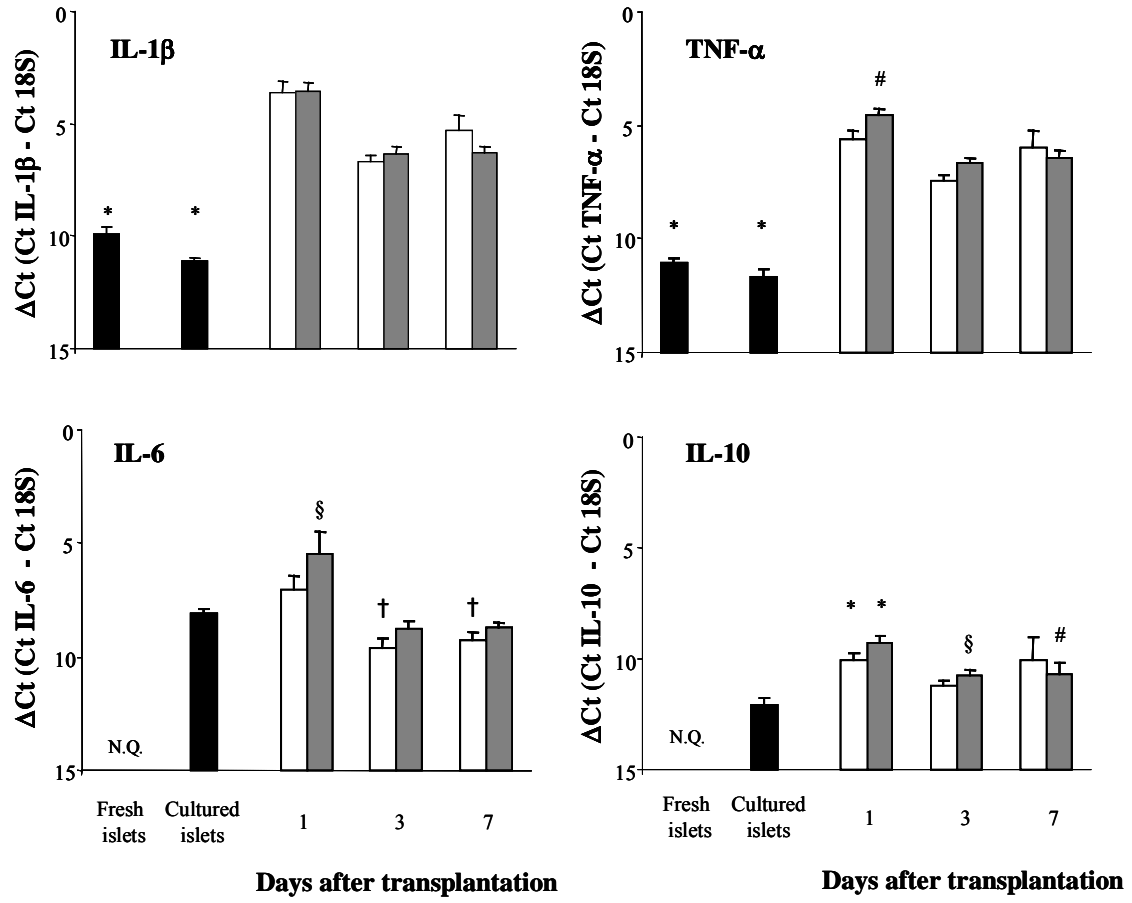 IL-1β
ΔCt (Ct IL-1β - Ct 18S)
0
5
10
15
*
*
TNF-α
ΔCt (Ct TNF-α - Ct 18S)
0
5
10
15
*
*
#
IL-6
ΔCt (Ct IL-6 - Ct 18S)
0
5
10
15
N.Q.
§
†
†
Fresh islets
Cultured islets
1
3
7
Days after transplantation
IL-10
ΔCt (Ct IL-10 - Ct 18S)
0
5
10
15
N.Q.
*
*
§
#
Fresh islets
Cultured islets
1
3
7
Days after transplantation